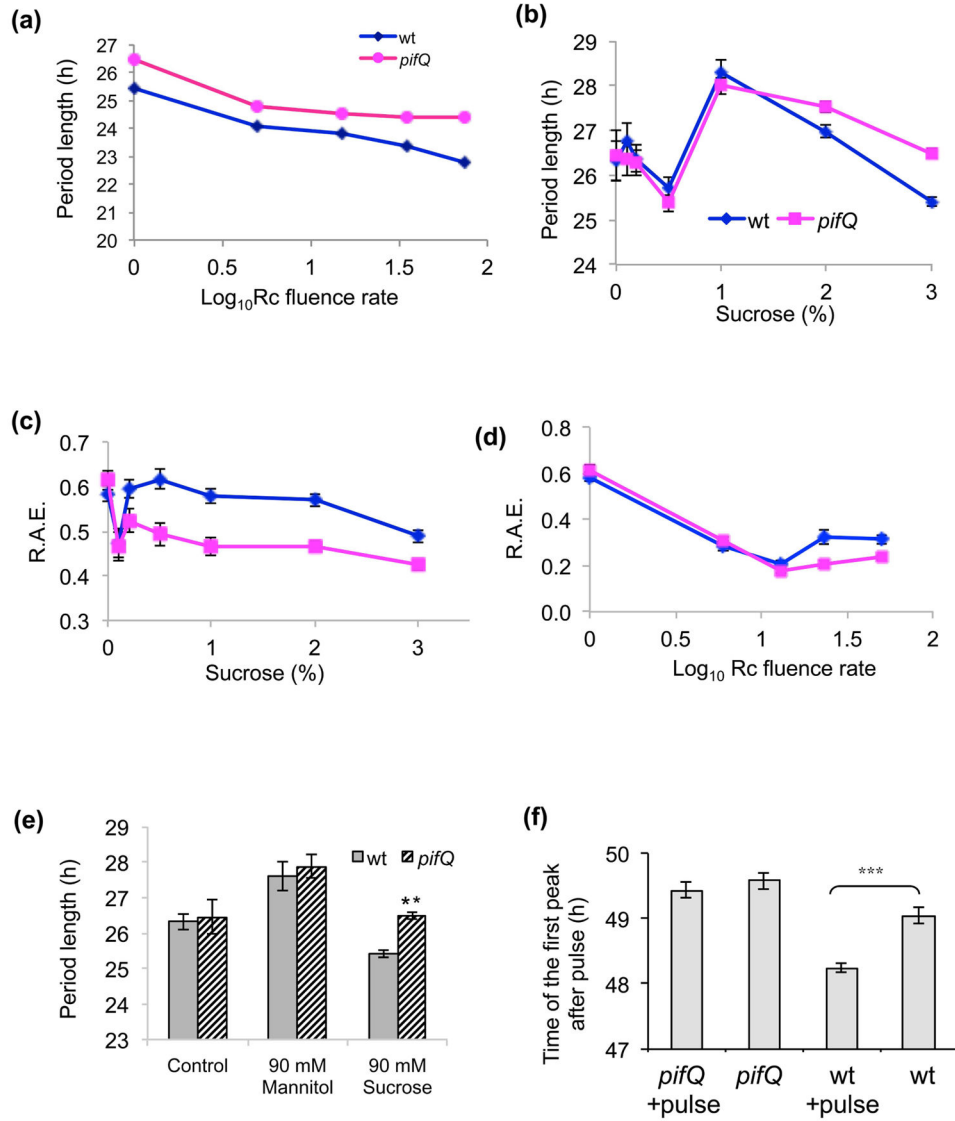 (a)
wt
pifQ
27
26
25
24
23
22
21
20
Period length (h)
0 0.5 1 1.5 2
Log10Rc fluence rate
(b)
29
28
27
26
25
24
Period length (h)
wt pifQ
0 1 2 3
Sucrose (%)
(c)
0.7
0.6
0.5
0.4
0.3
R.A.E.
0 1 2 3
Sucrose (%)
(d)
0.8
0.6
0.4
0.2
0.0
R.A.E.
0 0.5 1 1.5 2
Log10 Rc fluence rate
(e)
29
28
27
26
25
24
23
Period length (h)
wt pifQ
**
Control
90 mM
Mannitol
90 mM
Sucrose
(f)
50
49
48
47
Time of the first peak
after pulse (h)
***
pifQ
+pulse
pifQ
wt
+pulse
wt